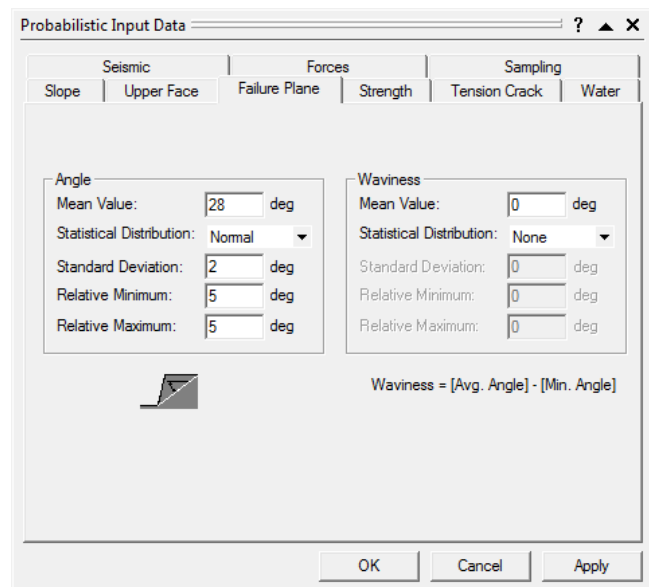 Probabilistic Input Data ? ▲ X
Seismic Forces Sampling
Slope Upper Face Failure Plane Strength Tension Crack Water
Angle
Mean Value: 28 deg
Statistical Distribution: Normal
Standard Deviation: 2 deg
Relative Minimum: 5 deg
Relative Maximum: 5 deg
Waviness
Mean Value: 0 deg
Statistical Distribution: None
Standard Deviation: 0 deg
Relative Minimum: 0 deg
Relative Maximum: 0 deg
Waviness = [Avg. Angle] - [Min. Angle]
OK Cancel Apply